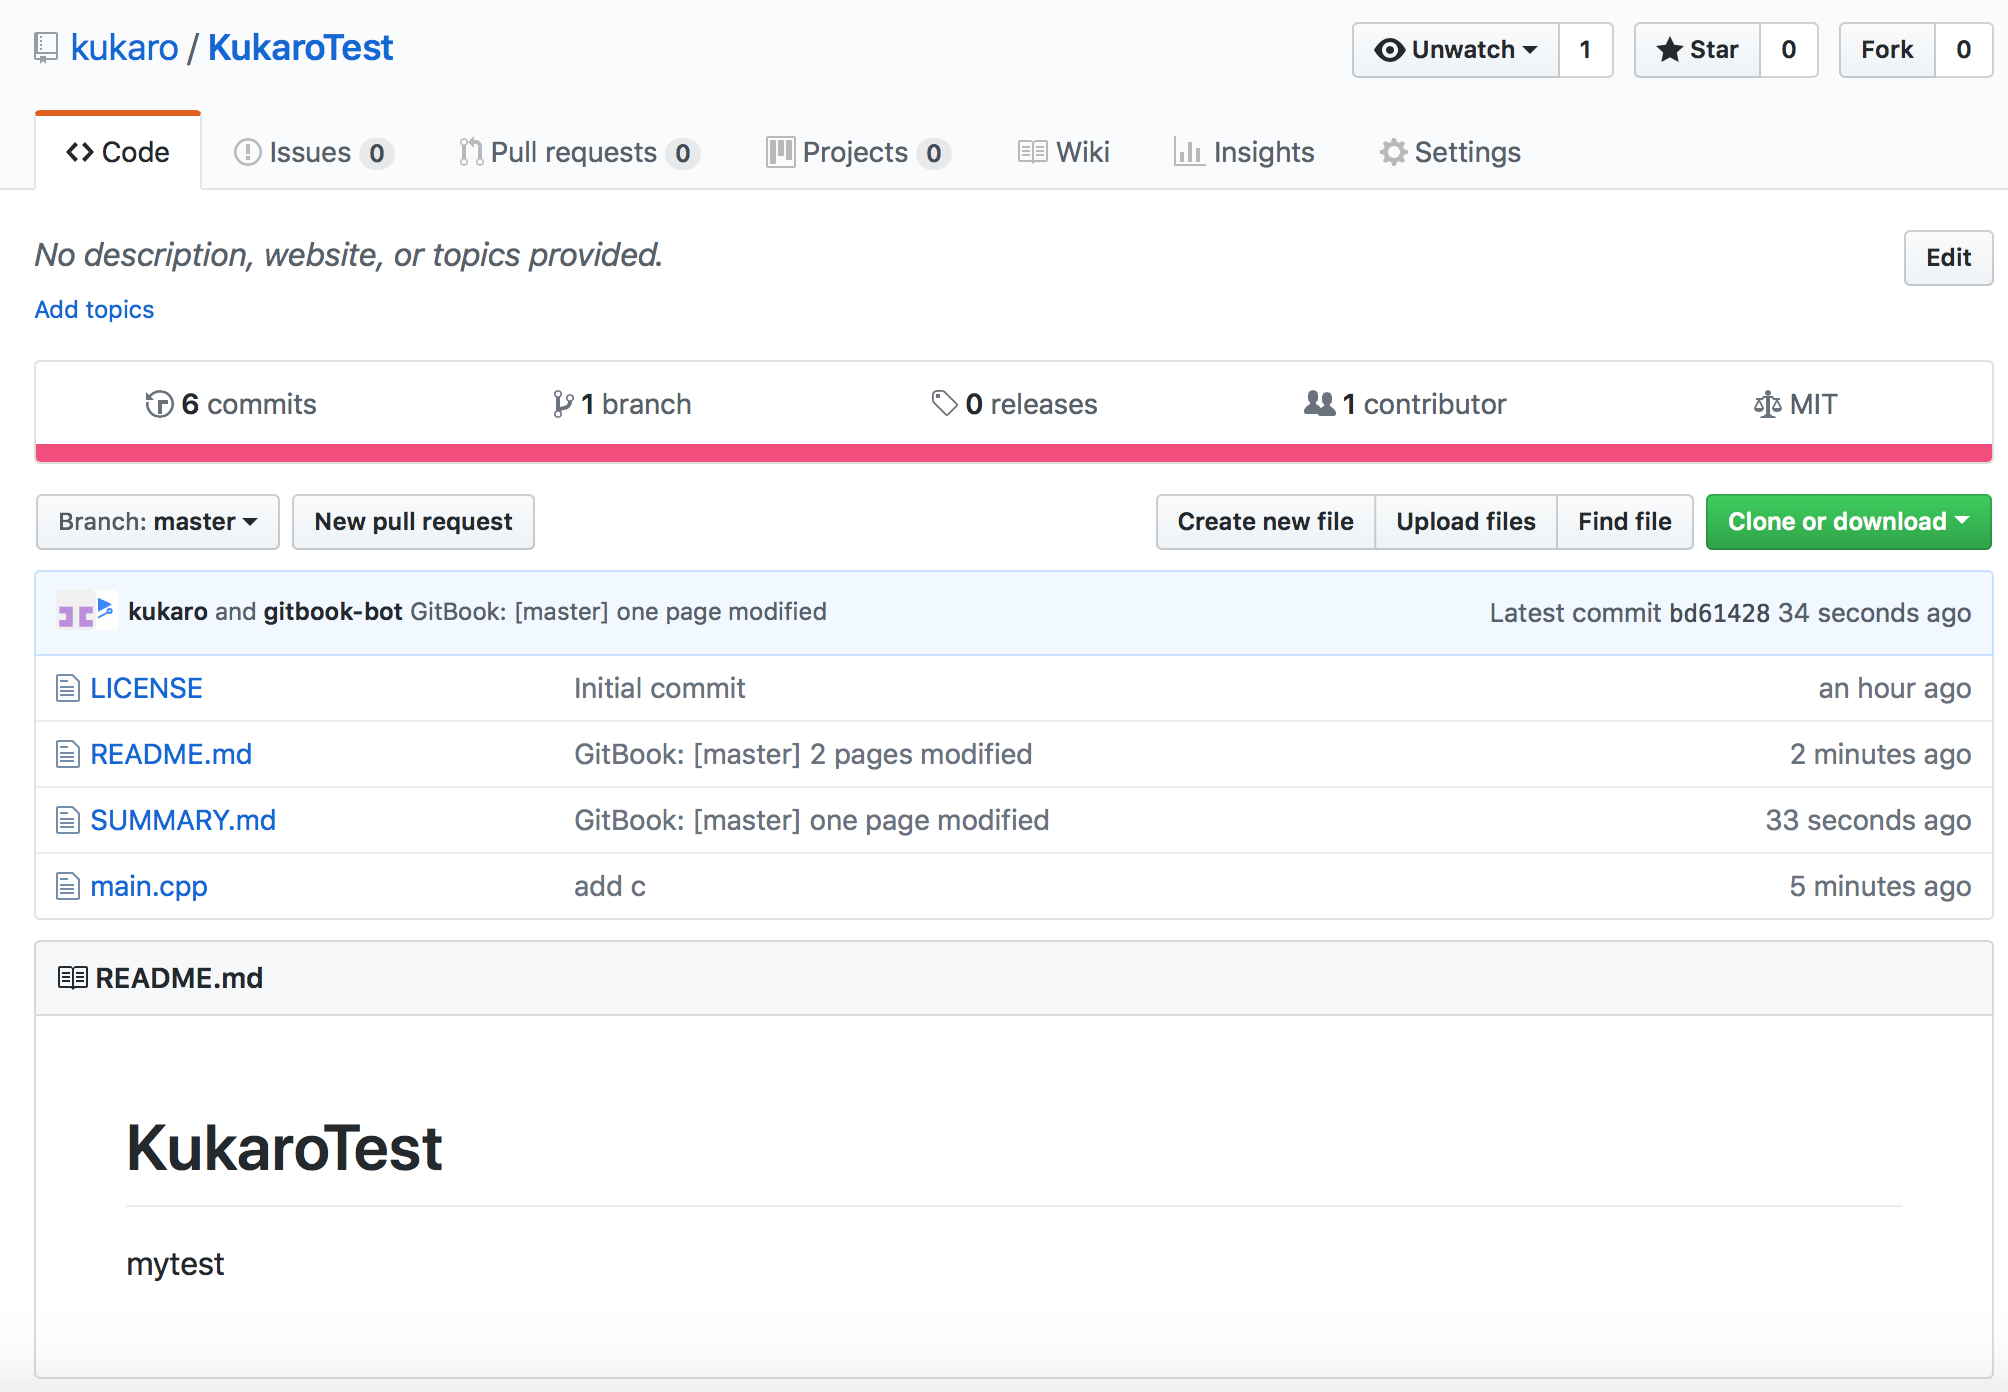 kukaro / KukaroTest
Unwatch 1 Star 0 Fork 0
Code Issues 0 Pull requests 0 Projects 0 Wiki Insights Settings
No description, website, or topics provided.
Edit
Add topics
6 commits 1 branch 0 releases 1 contributor MIT
Branch: master New pull request Create new file Upload files Find file Clone or download
kukaro and gitbook-bot GitBook: [master] one page modified Latest commit bd61428 34 seconds ago
LICENSE Initial commit an hour ago
README.md GitBook: [master] 2 pages modified 2 minutes ago
SUMMARY.md GitBook: [master] one page modified 33 seconds ago
main.cpp add c 5 minutes ago
README.md
KukaroTest
mytest